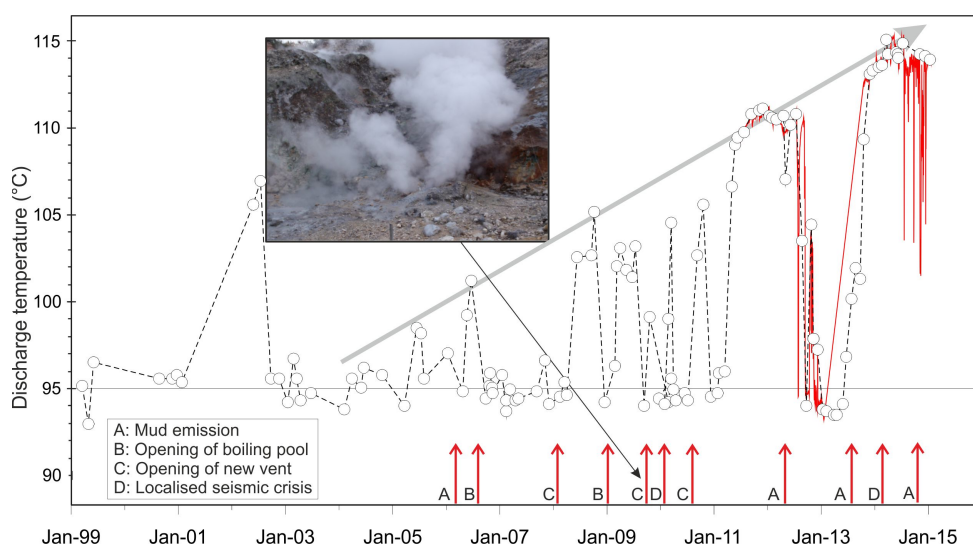 115
110
105
100
95
90
Discharge temperature (°C)
A: Mud emission
B: Opening of boiling pool
C: Opening of new vent
D: Localised seismic crisis
A B C B C D C A A D A
Jan-99 Jan-01 Jan-03 Jan-05 Jan-07 Jan-09 Jan-11 Jan-13 Jan-15